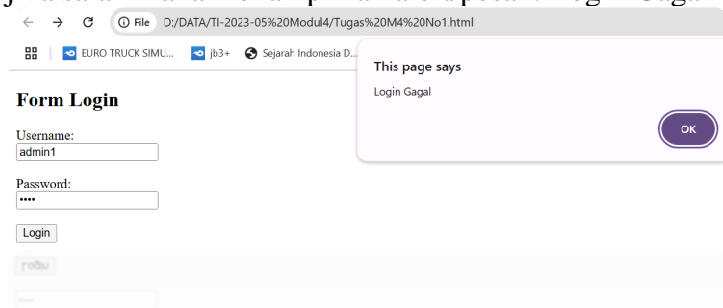 D:/DATA/TI-2023-05%20Modul4/Tugas%20M4%20No1.html
File
EURO TRUCK SIMU...
jb3+
Sejarah Indonesia D...
This page says
Login Gagal
OK
Form Login
Username:
admin1
Password:
••••
Login